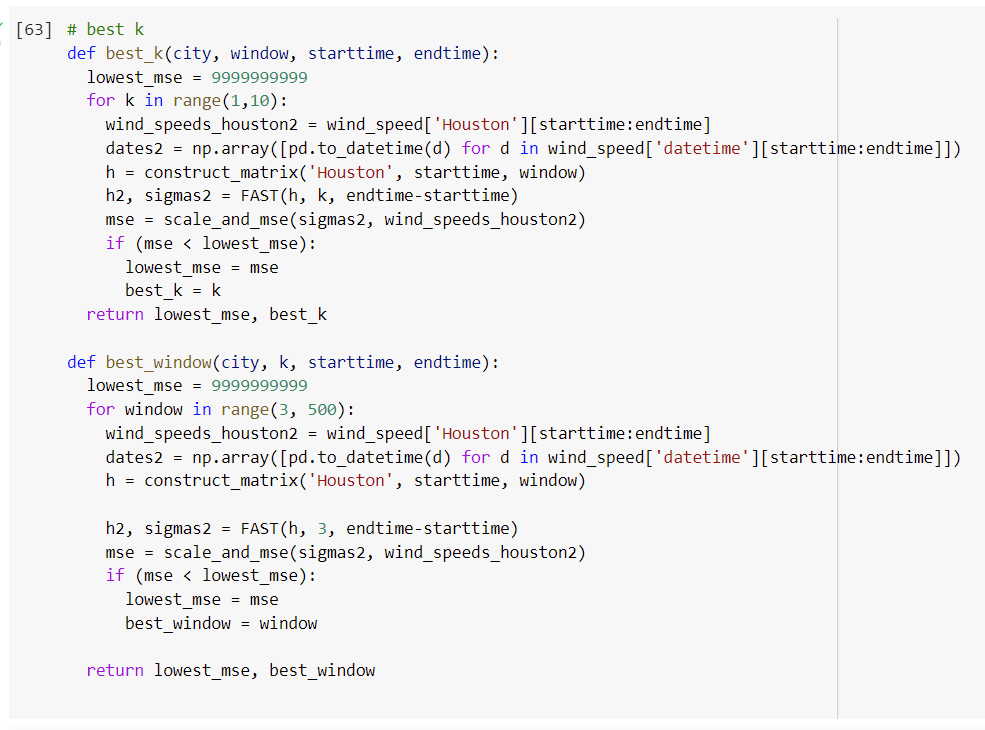 [63] # best k
def best_k(city, window, starttime, endtime):
  lowest_mse = 9999999999
  for k in range(1,10):
    wind_speeds_houston2 = wind_speed['Houston'][starttime:endtime]
    dates2 = np.array([pd.to_datetime(d) for d in wind_speed['datetime'][starttime:endtime]])
    h = construct_matrix('Houston', starttime, window)
    h2, sigmas2 = FAST(h, k, endtime-starttime)
    mse = scale_and_mse(sigmas2, wind_speeds_houston2)
    if (mse < lowest_mse):
      lowest_mse = mse
      best_k = k
  return lowest_mse, best_k

def best_window(city, k, starttime, endtime):
  lowest_mse = 9999999999
  for window in range(3, 500):
    wind_speeds_houston2 = wind_speed['Houston'][starttime:endtime]
    dates2 = np.array([pd.to_datetime(d) for d in wind_speed['datetime'][starttime:endtime]])
    h = construct_matrix('Houston', starttime, window)

    h2, sigmas2 = FAST(h, 3, endtime-starttime)
    mse = scale_and_mse(sigmas2, wind_speeds_houston2)
    if (mse < lowest_mse):
      lowest_mse = mse
      best_window = window

  return lowest_mse, best_window